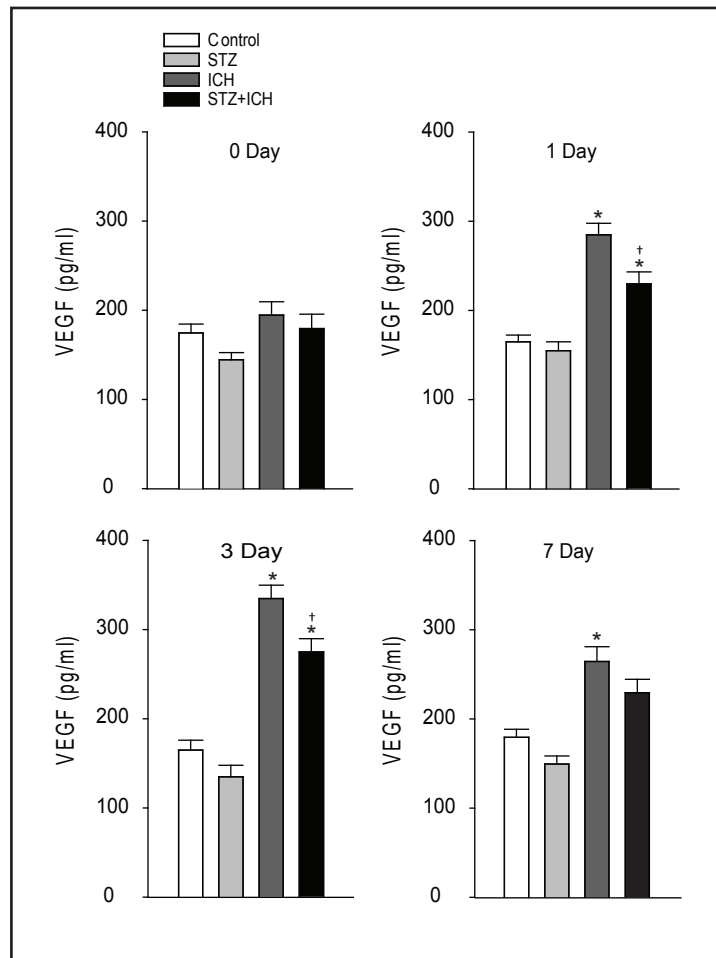 Control
STZ
ICH
STZ+ICH
0 Day
400
300
200
100
0
VEGF (pg/ml)
1 Day
400
300
200
100
0
VEGF (pg/ml)
*
†
*
3 Day
400
300
200
100
0
VEGF (pg/ml)
*
†
*
7 Day
400
300
200
100
0
VEGF (pg/ml)
*